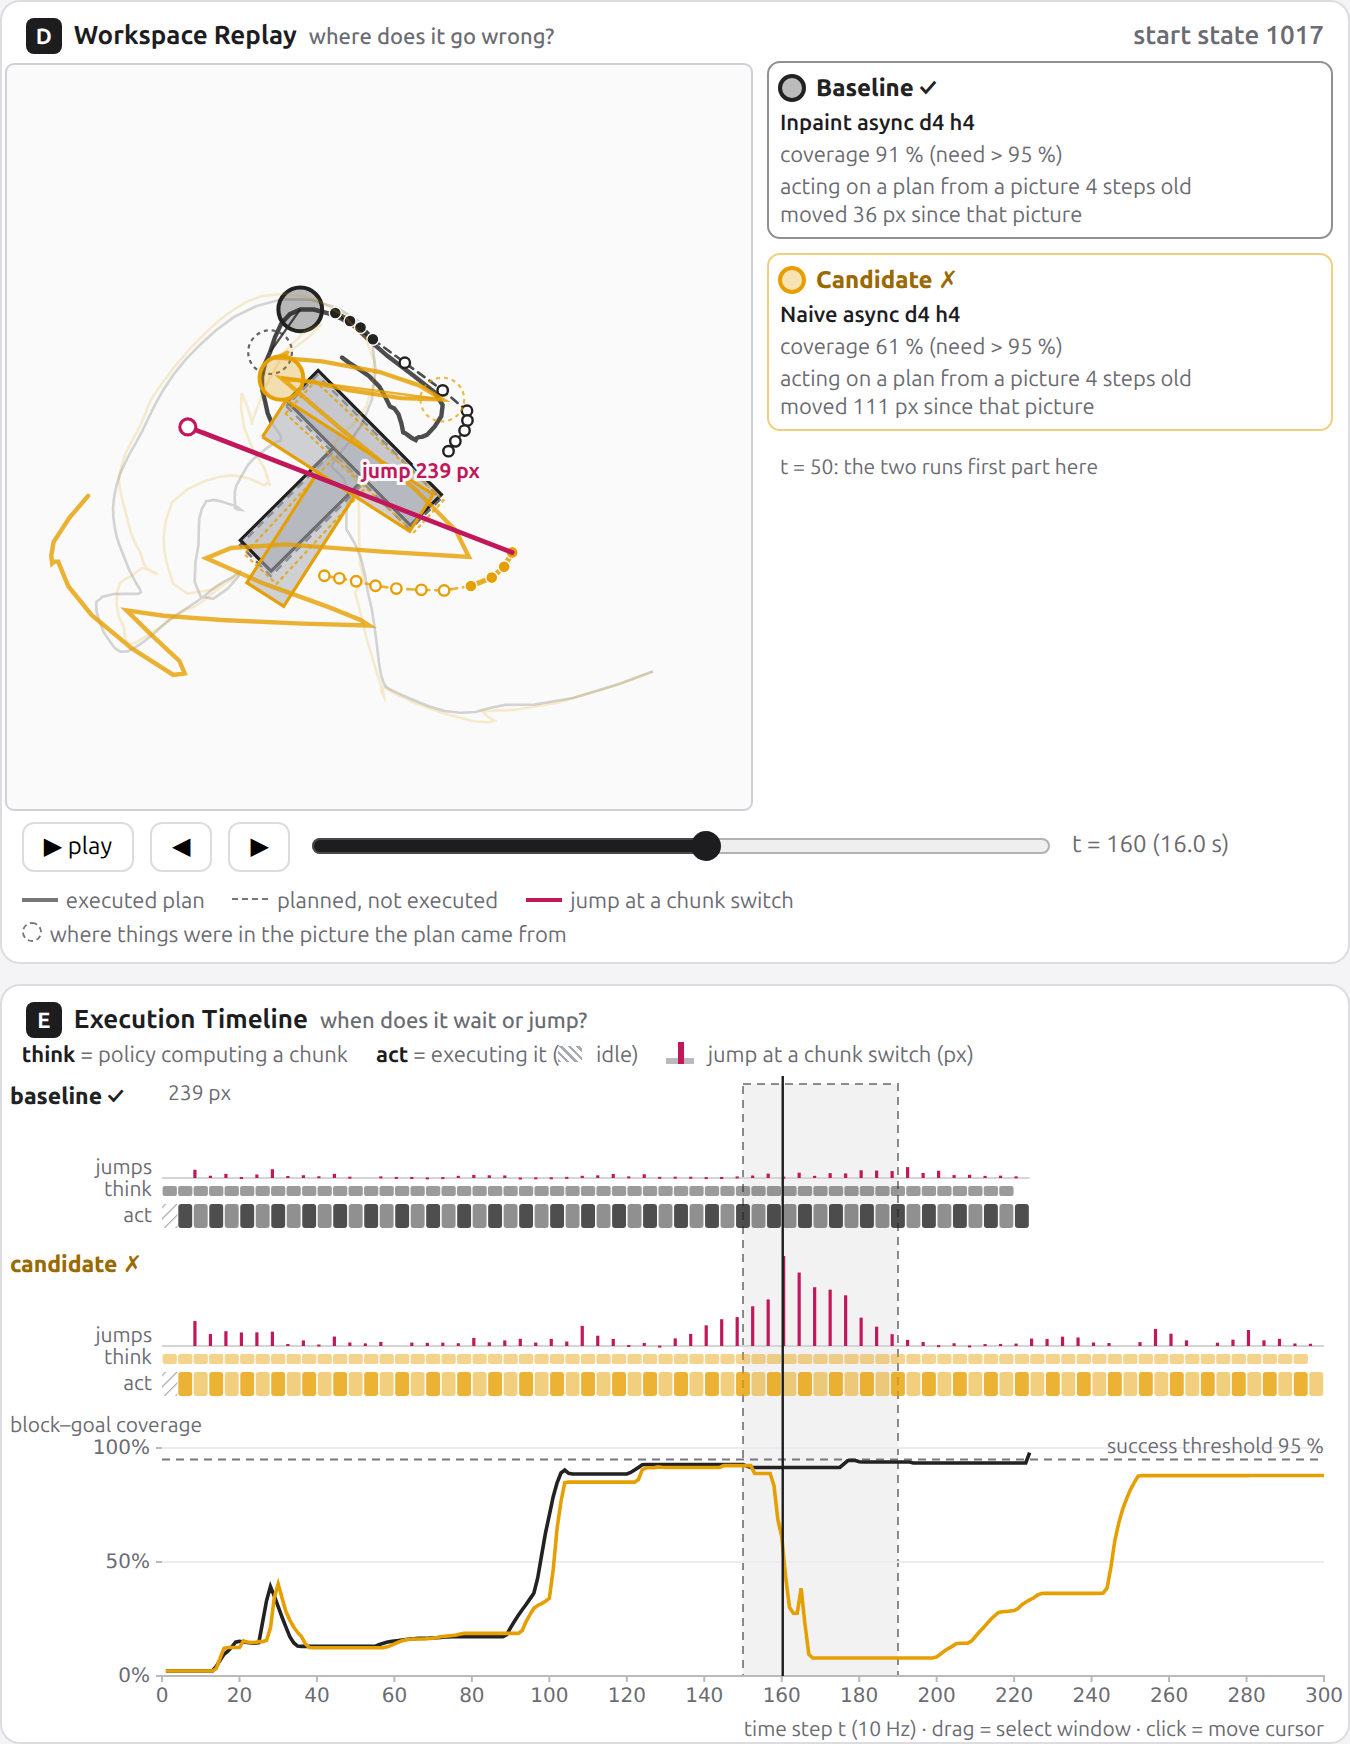 D Workspace Replay where does it go wrong? start state 1017
Baseline ✓
Inpaint async d4 h4
coverage 91 % (need > 95 %)
acting on a plan from a picture 4 steps old
moved 36 px since that picture
Candidate ✗
Naive async d4 h4
coverage 61 % (need > 95 %)
acting on a plan from a picture 4 steps old
moved 111 px since that picture
t = 50: the two runs first part here
jump 239 px
▶ play ◀ ▶ t = 160 (16.0 s)
executed plan planned, not executed jump at a chunk switch
where things were in the picture the plan came from
E Execution Timeline when does it wait or jump?
think = policy computing a chunk act = executing it ( idle) jump at a chunk switch (px)
baseline ✓ 239 px
jumps
think
act
candidate ✗
jumps
think
act
block–goal coverage
100% success threshold 95 %
50%
0%
0 20 40 60 80 100 120 140 160 180 200 220 240 260 280 300
time step t (10 Hz) · drag = select window · click = move cursor